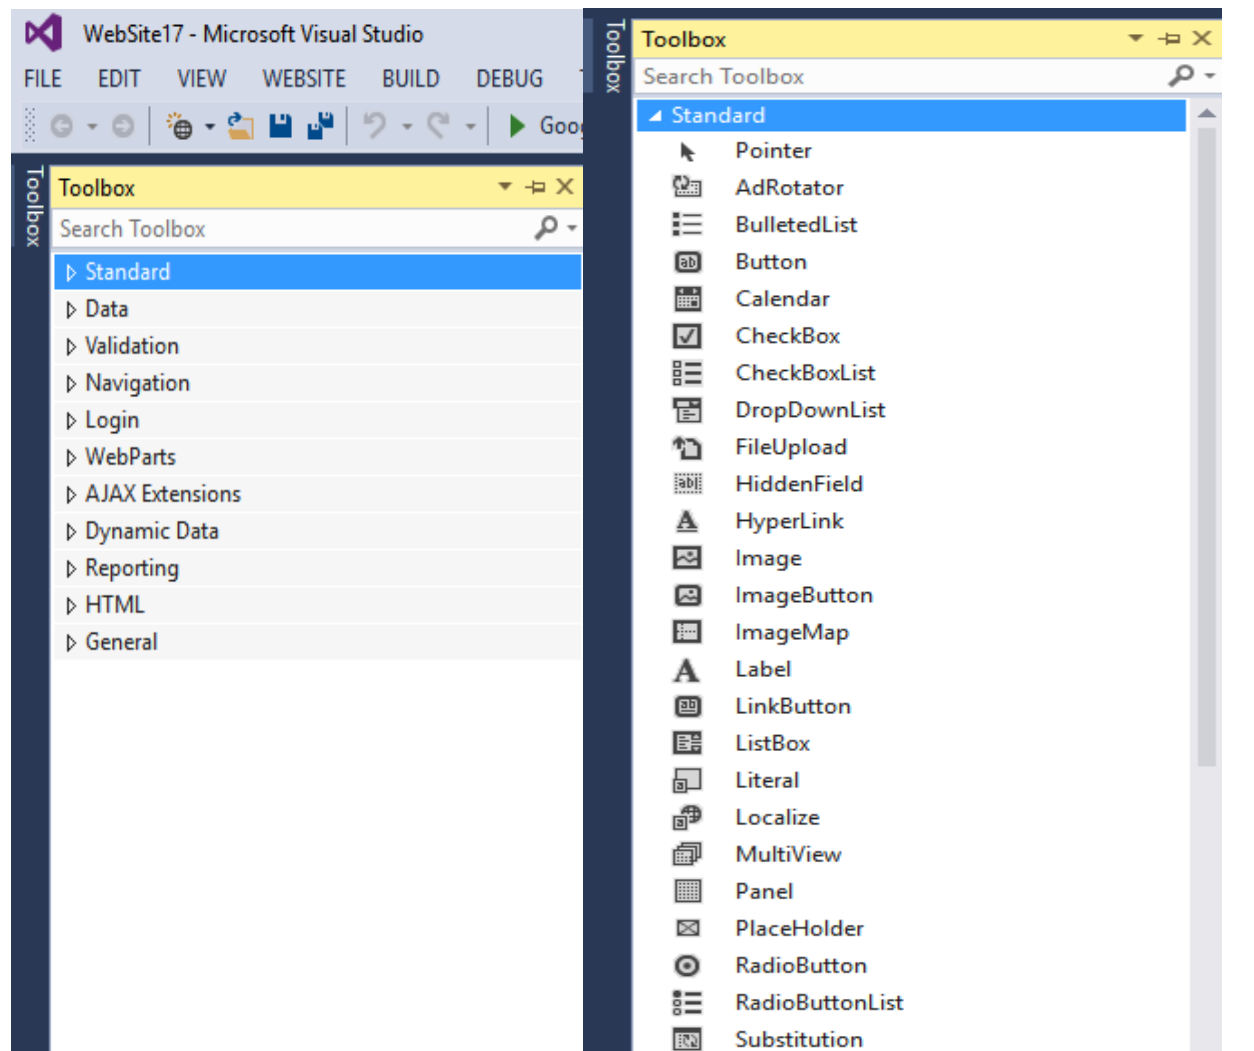 WebSite17 - Microsoft Visual Studio
FILE EDIT VIEW WEBSITE BUILD DEBUG
Toolbox
Toolbox
Search Toolbox
Standard
Data
Validation
Navigation
Login
WebParts
AJAX Extensions
Dynamic Data
Reporting
HTML
General
Toolbox
Toolbox
Search Toolbox
Standard
Pointer
AdRotator
BulletedList
Button
Calendar
CheckBox
CheckBoxList
DropDownList
FileUpload
HiddenField
HyperLink
Image
ImageButton
ImageMap
Label
LinkButton
ListBox
Literal
Localize
MultiView
Panel
PlaceHolder
RadioButton
RadioButtonList
Substitution